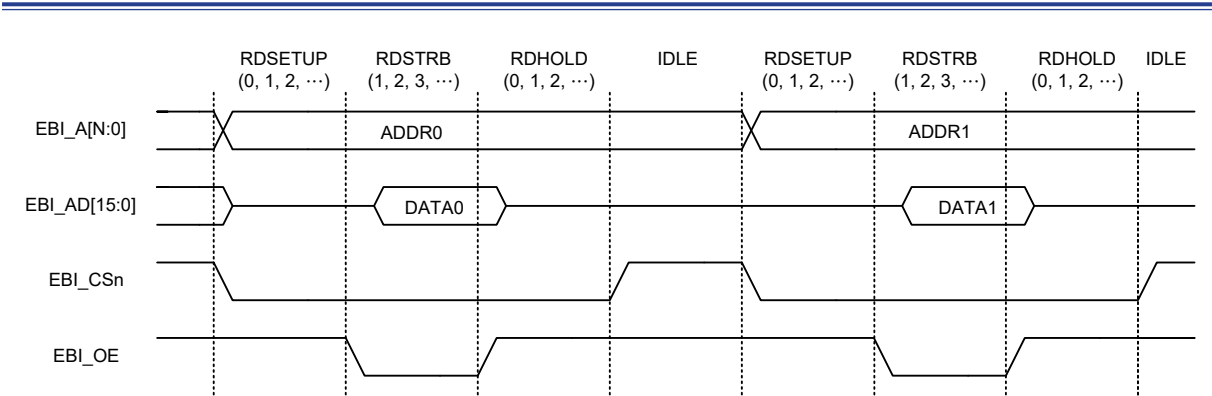 RDSETUP RDSTRB RDHOLD IDLE RDSETUP RDSTRB RDHOLD IDLE
(0, 1, 2, ⋯) (1, 2, 3, ⋯) (0, 1, 2, ⋯) (0, 1, 2, ⋯) (1, 2, 3, ⋯) (0, 1, 2, ⋯)
EBI_A[N:0] ADDR0 ADDR1
EBI_AD[15:0] DATA0 DATA1
EBI_CSn
EBI_OE